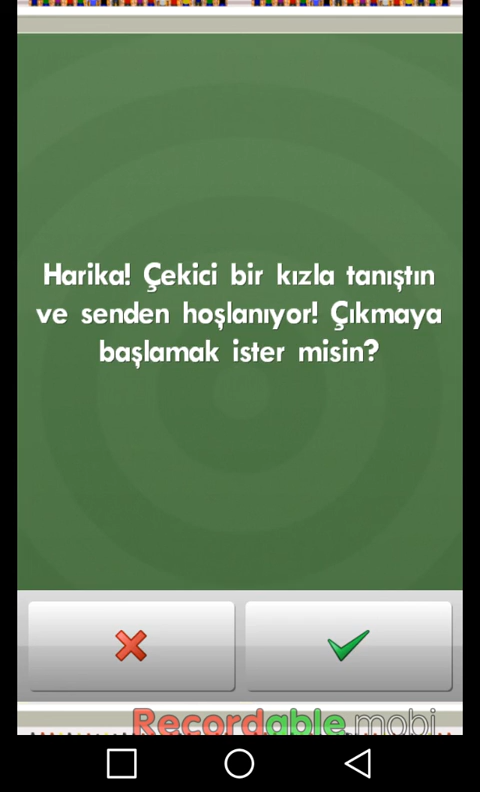 Harika! Çekici bir kızla tanıştın
ve senden hoşlanıyor! Çıkmaya
başlamak ister misin?
Recordable.mobi